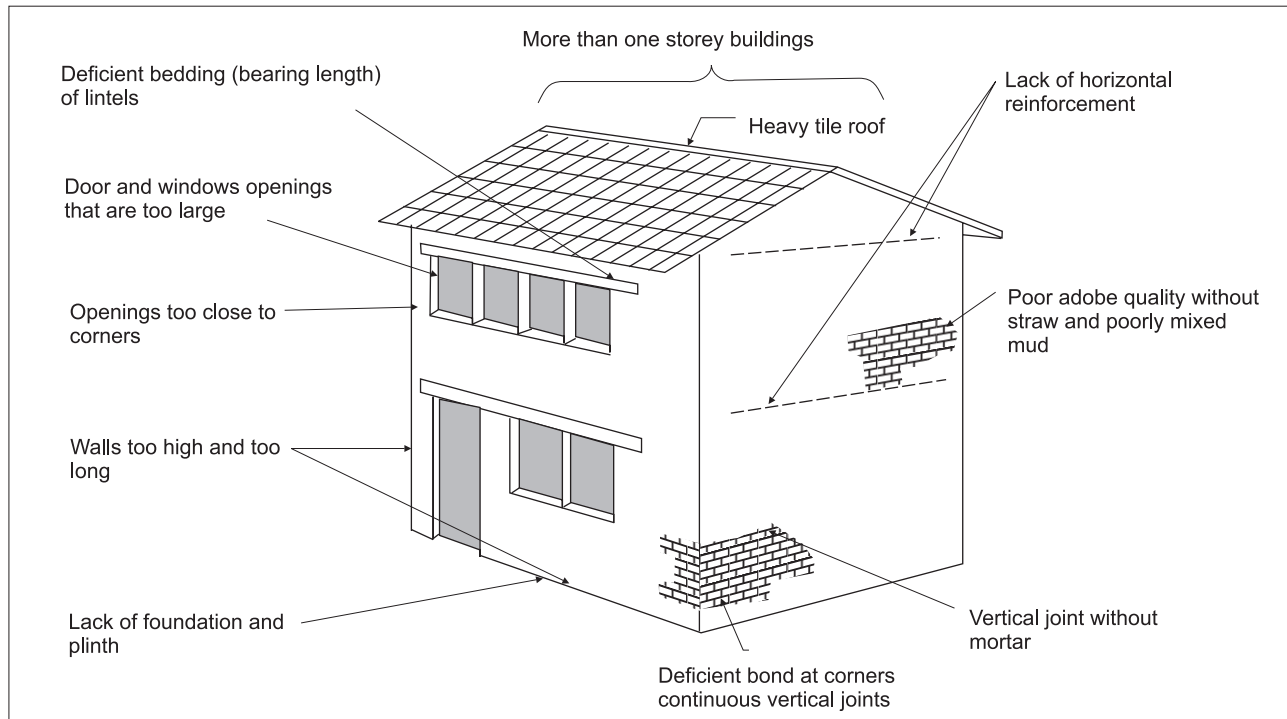 More than one storey buildings
Deficient bedding (bearing length)
of lintels
Lack of horizontal
reinforcement
Heavy tile roof
Door and windows openings
that are too large
Openings too close to
corners
Poor adobe quality without
straw and poorly mixed
mud
Walls too high and too
long
Lack of foundation and
plinth
Vertical joint without
mortar
Deficient bond at corners
continuous vertical joints